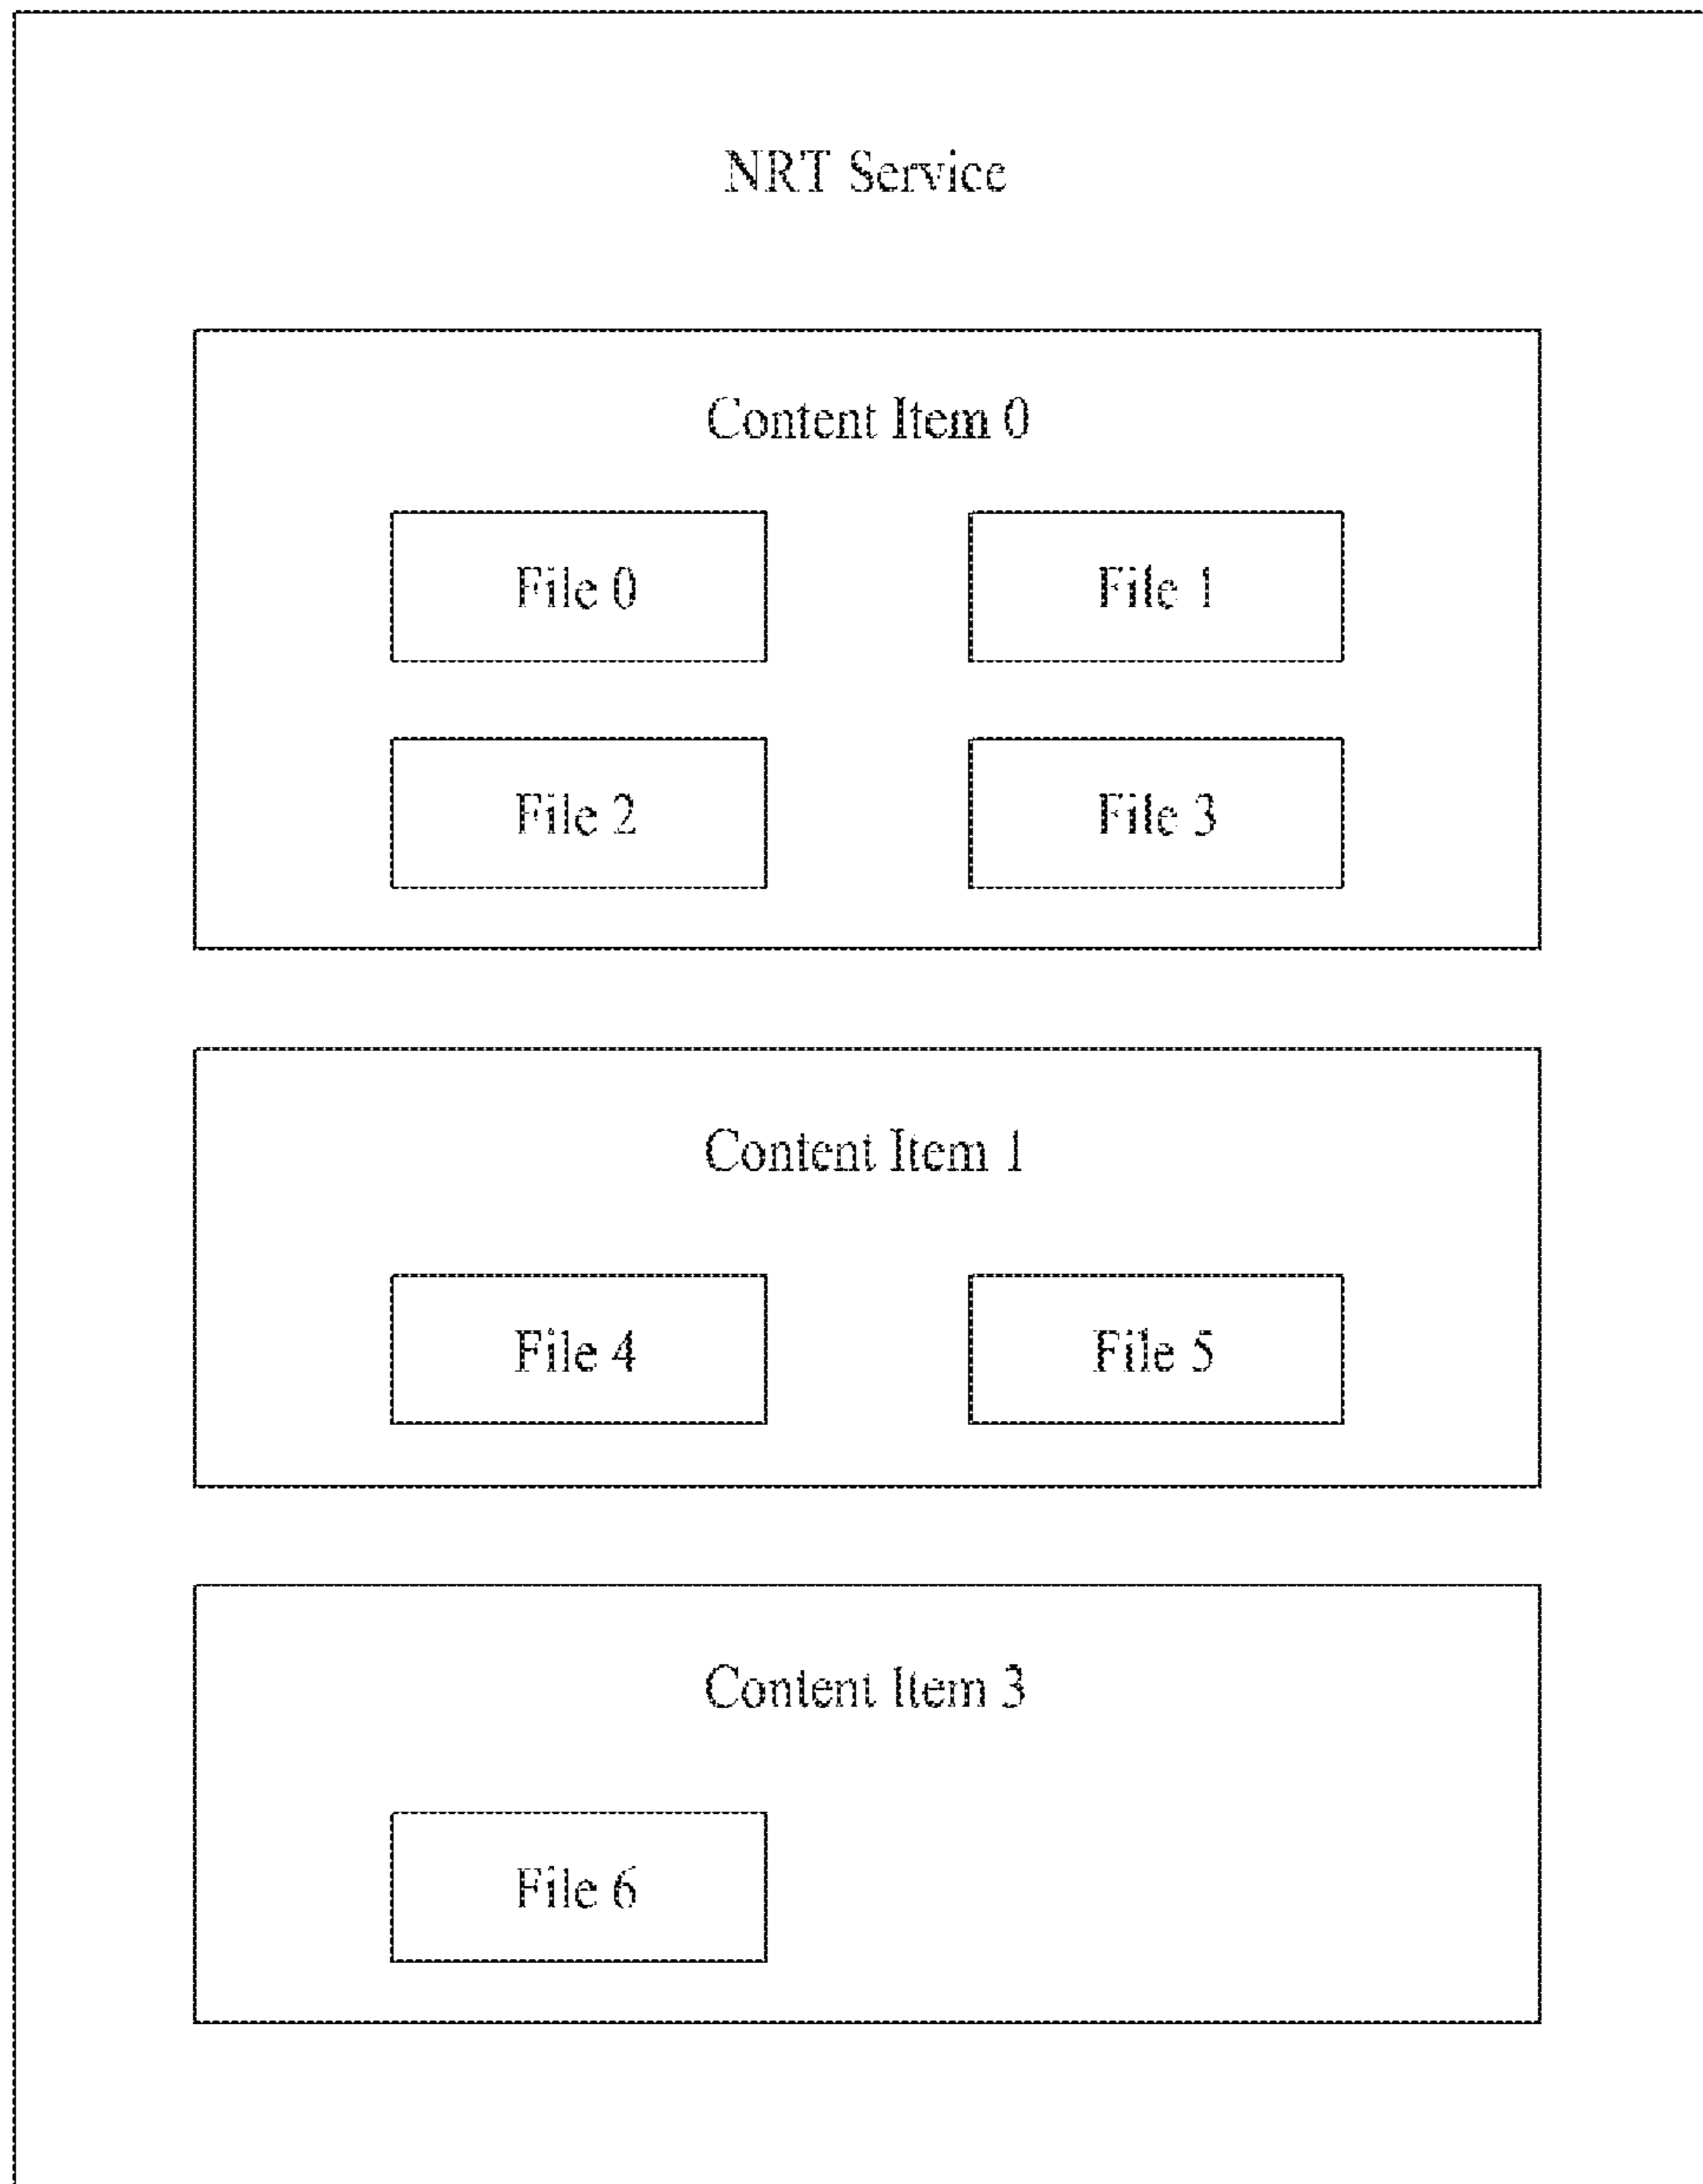 NRT Service
Content Item 0
File 0
File 1
File 2
File 3
Content Item 1
File 4
File 5
Content Item 3
File 6